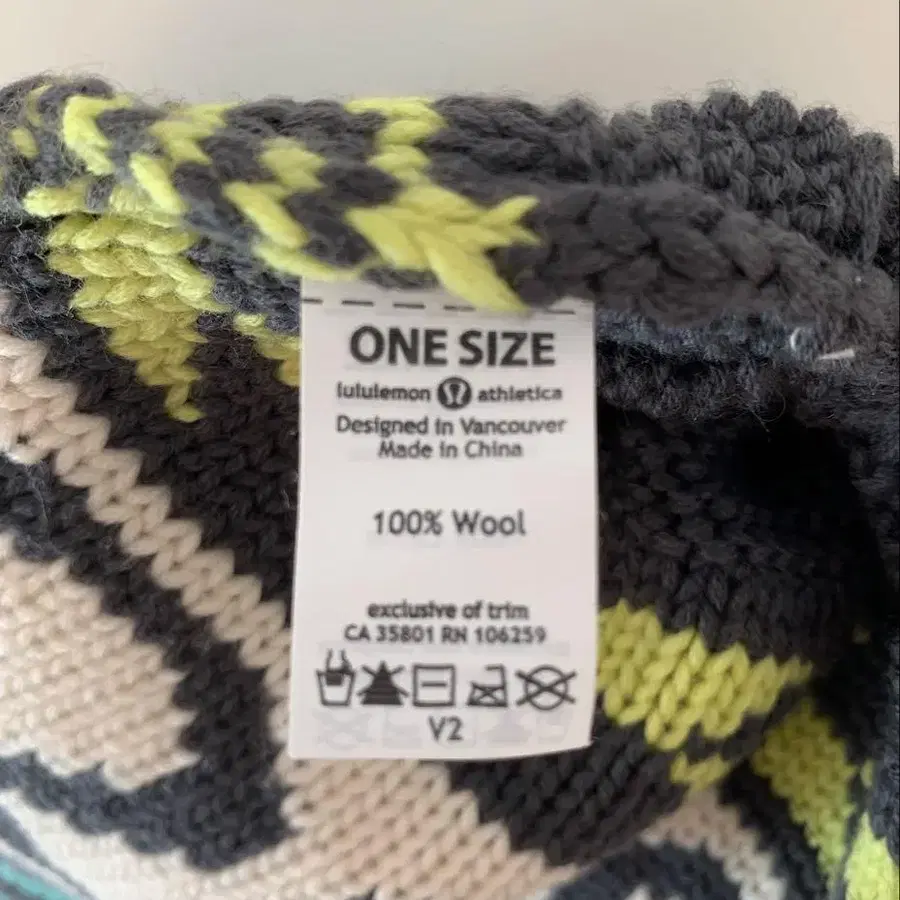 ONE SIZE
lululemon athletica
Designed in Vancouver
Made in China
100% Wool
exclusive of trim
CA 35801 RN 106259
V2